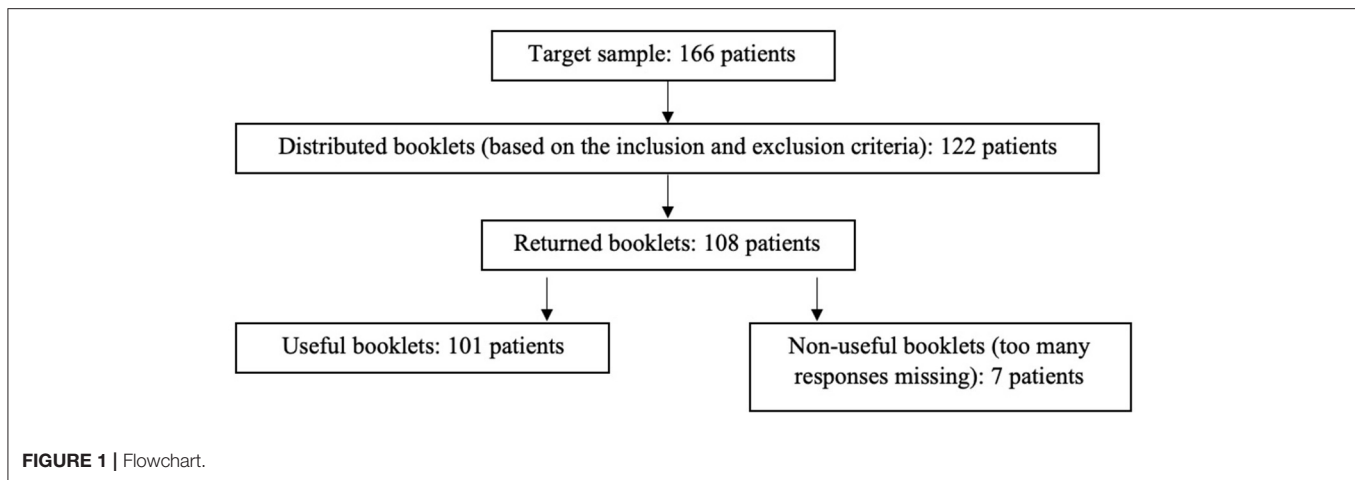 Target sample: 166 patients
Distributed booklets (based on the inclusion and exclusion criteria): 122 patients
Returned booklets: 108 patients
Useful booklets: 101 patients
Non-useful booklets (too many
responses missing): 7 patients
FIGURE 1 | Flowchart.